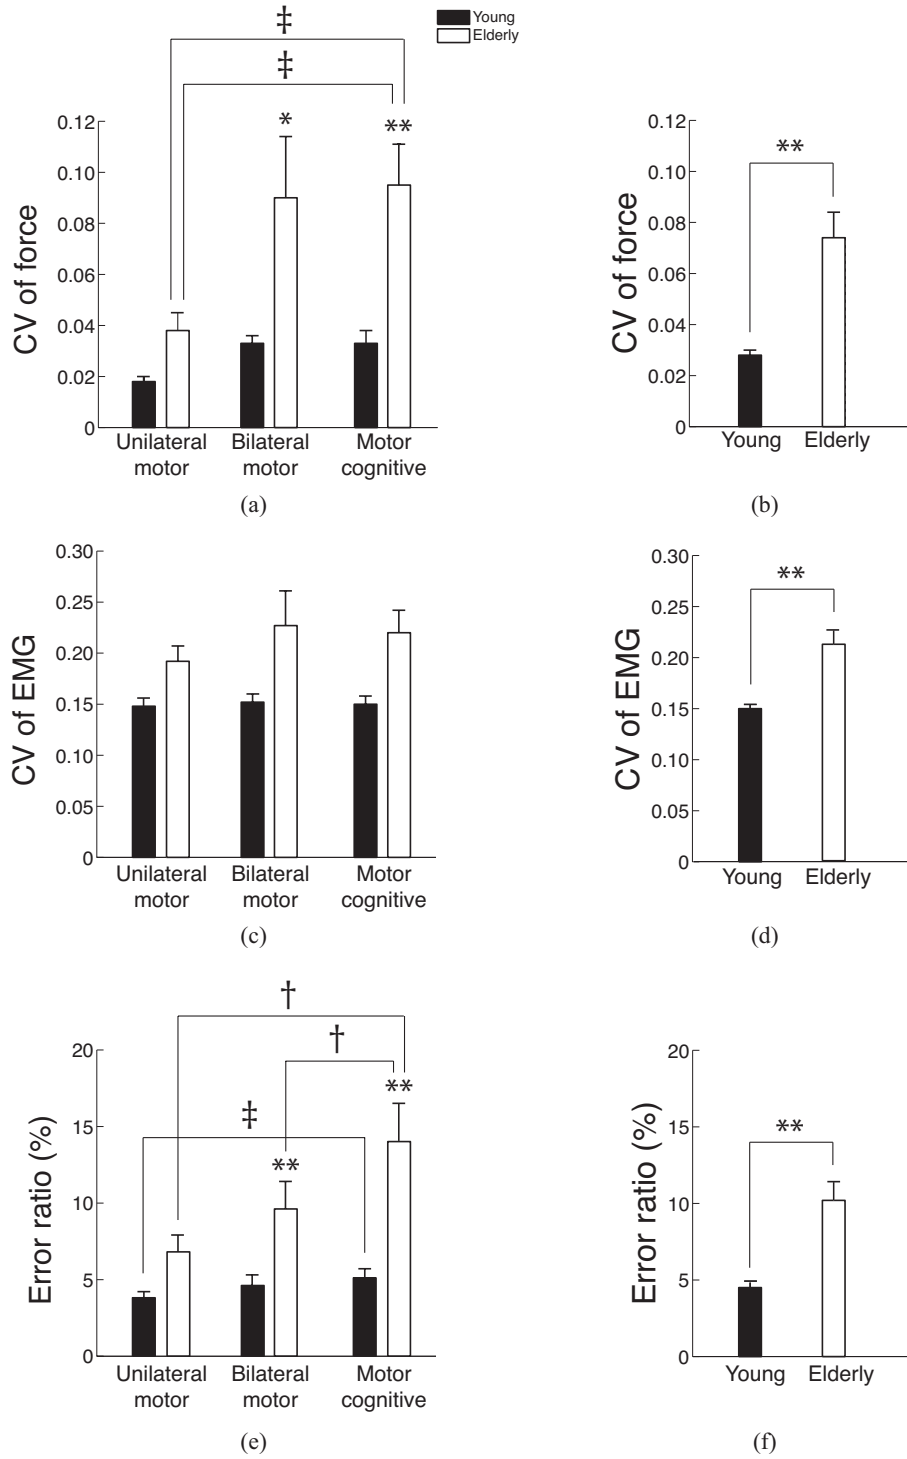 Young
Elderly
‡
‡
CV of force
0.12
0.10
0.08
0.06
0.04
0.02
0
*
**
Unilateral motor
Bilateral motor
Motor cognitive
(a)
CV of force
0.12
0.10
0.08
0.06
0.04
0.02
0
**
Young
Elderly
(b)
CV of EMG
0.30
0.25
0.20
0.15
0.10
0.05
0
Unilateral motor
Bilateral motor
Motor cognitive
(c)
CV of EMG
0.30
0.25
0.20
0.15
0.10
0.05
0
**
Young
Elderly
(d)
†
†
‡
Error ratio (%)
20
15
10
5
0
**
**
Unilateral motor
Bilateral motor
Motor cognitive
(e)
Error ratio (%)
20
15
10
5
0
**
Young
Elderly
(f)